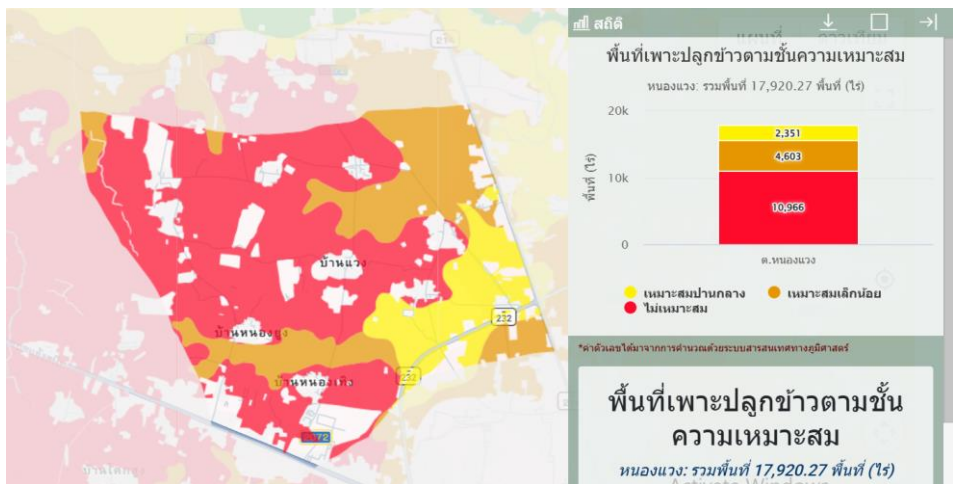 สถิติ
พื้นที่เพาะปลูกข้าวตามชั้นความเหมาะสม
หนองแวง: รวมพื้นที่ 17,920.27 พื้นที่ (ไร่)
20k
2,351
4,603
พื้นที่ (ไร่)
10k
10,966
0
ต.หนองแวง
เหมาะสมปานกลาง
เหมาะสมเล็กน้อย
ไม่เหมาะสม
*ค่าตัวเลขได้มาจากการคำนวณด้วยระบบสารสนเทศทางภูมิศาสตร์
พื้นที่เพาะปลูกข้าวตามชั้น
ความเหมาะสม
หนองแวง: รวมพื้นที่ 17,920.27 พื้นที่ (ไร่)
บ้านแวง
232
บ้านหนองยูง
232
บ้านหนองเทิง